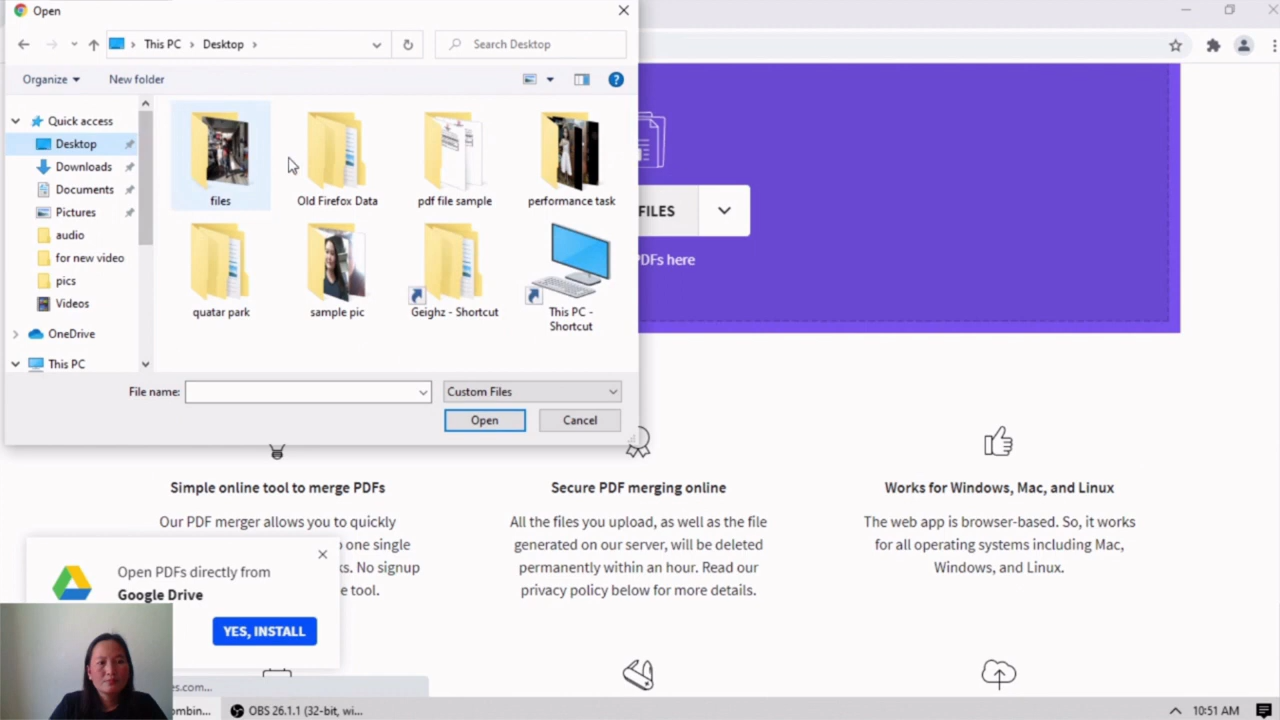 Open
This PC
Desktop
Search Desktop
Organize
New folder
Quick access
Desktop
Downloads
Documents
Pictures
audio
for new video
pics
Videos
OneDrive
This PC
files
Old Firefox Data
pdf file sample
performance task
quatar park
sample pic
Geighz - Shortcut
This PC -
Shortcut
File name:
Custom Files
Open
Cancel
FILES
PDFs here
Simple online tool to merge PDFs
Our PDF merger allows you to quickly
one single
ks. No signup
e tool.
Secure PDF merging online
All the files you upload, as well as the file
generated on our server, will be deleted
permanently within an hour. Read our
privacy policy below for more details.
Works for Windows, Mac, and Linux
The web app is browser-based. So, it works
for all operating systems including Mac,
Windows, and Linux.
Open PDFs directly from
Google Drive
YES, INSTALL
es.com...
ombin...
OBS 26.1.1 (32-bit, wi...
10:51 AM